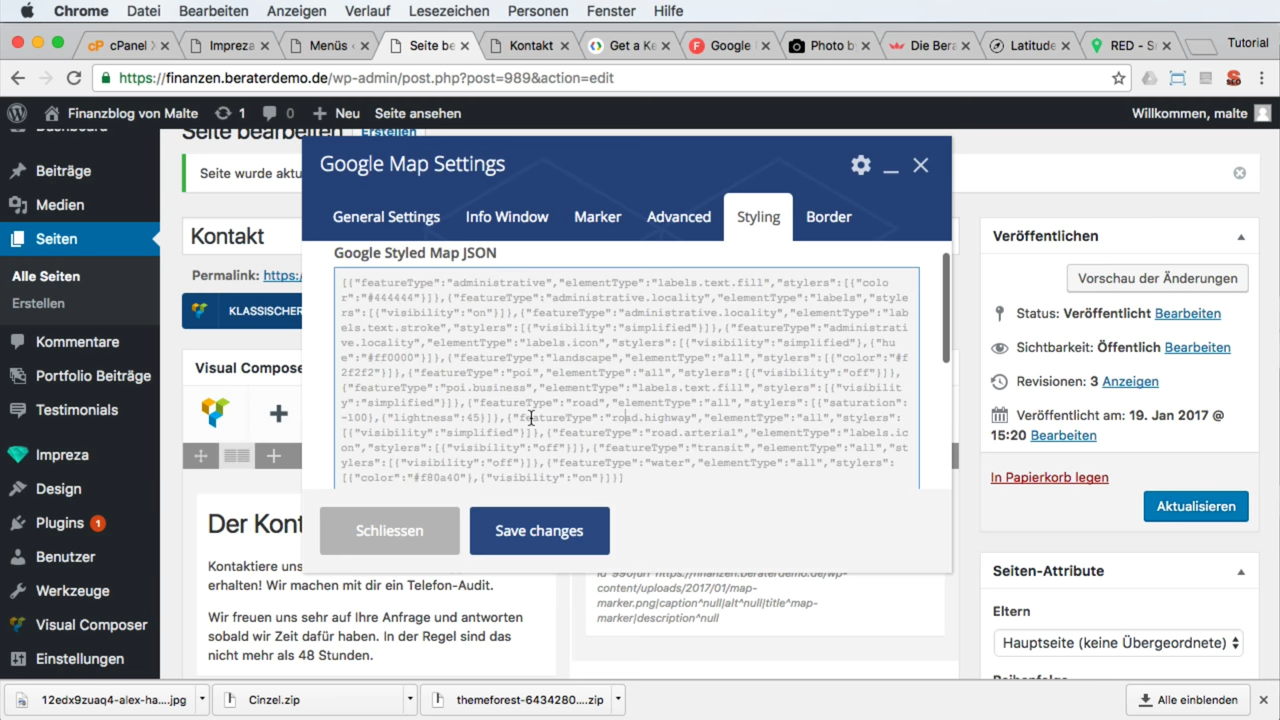 Chrome Datei Bearbeiten Anzeigen Verlauf Lesezeichen Personen Fenster Hilfe
cPanel X
Impreza
Menüs
Seite be
Kontakt
Get a Ke
Google
Photo b
Die Bera
Latitude
RED - S
Tutorial
https://finanzen.beraterdemo.de/wp-admin/post.php?post=989&action=edit
Finanzblog von Malte 1 0 Neu Seite ansehen
Willkommen, malte
Dashboard
Beiträge
Medien
Seiten
Alle Seiten
Erstellen
Kommentare
Portfolio Beiträge
Testimonials
Impreza
Design
Plugins 1
Benutzer
Werkzeuge
Visual Composer
Einstellungen
Seite bearbeiten Erstellen
Seite wurde aktu
Kontakt
Permalink: https:
KLASSISCHER
Visual Compose
Google Map Settings
General Settings Info Window Marker Advanced Styling Border
Google Styled Map JSON
[{"featureType":"administrative","elementType":"labels.text.fill","stylers":[{"colo
r":"#444444"}]},{"featureType":"administrative.locality","elementType":"labels","style
rs":[{"visibility":"on"}]},{"featureType":"administrative.locality","elementType":"lab
els.text.stroke","stylers":[{"visibility":"simplified"}]},{"featureType":"administrati
ve.locality","elementType":"labels.icon","stylers":[{"visibility":"simplified"},{"hu
e":"#ff0000"}]},{"featureType":"landscape","elementType":"all","stylers":[{"color":"#f
2f2f2"}]},{"featureType":"poi","elementType":"all","stylers":[{"visibility":"off"}]},
{"featureType":"poi.business","elementType":"labels.text.fill","stylers":[{"visibility
":"simplified"}]},{"featureType":"road","elementType":"all","stylers":[{"saturation":
-100},{"lightness":45}]},{"featureType":"road.highway","elementType":"all","stylers":
[{"visibility":"simplified"}]},{"featureType":"road.arterial","elementType":"labels.ic
on","stylers":[{"visibility":"off"}]},{"featureType":"transit","elementType":"all","st
ylers":[{"visibility":"off"}]},{"featureType":"water","elementType":"all","stylers":
[{"color":"#f80a40"},{"visibility":"on"}]}]
Schliessen
Save changes
Der Kont
Kontaktiere uns
erhalten! Wir machen mit dir ein Telefon-Audit.
Wir freuen uns sehr auf Ihre Anfrage und antworten
sobald wir Zeit dafür haben. In der Regel sind das
nicht mehr als 48 Stunden.
id^990|url^https://finanzen.beraterdemo.de/wp-
content/uploads/2017/01/map-
marker.png|caption^null|alt^null|title^map-
marker|description^null
Veröffentlichen
Vorschau der Änderungen
Status: Veröffentlicht Bearbeiten
Sichtbarkeit: Öffentlich Bearbeiten
Revisionen: 3 Anzeigen
Veröffentlicht am: 19. Jan 2017 @
15:20 Bearbeiten
In Papierkorb legen
Aktualisieren
Seiten-Attribute
Eltern
Hauptseite (keine Übergeordnete)
Reihenfolge
12edx9zuaq4-alex-ha....jpg
Cinzel.zip
themeforest-6434280....zip
Alle einblenden